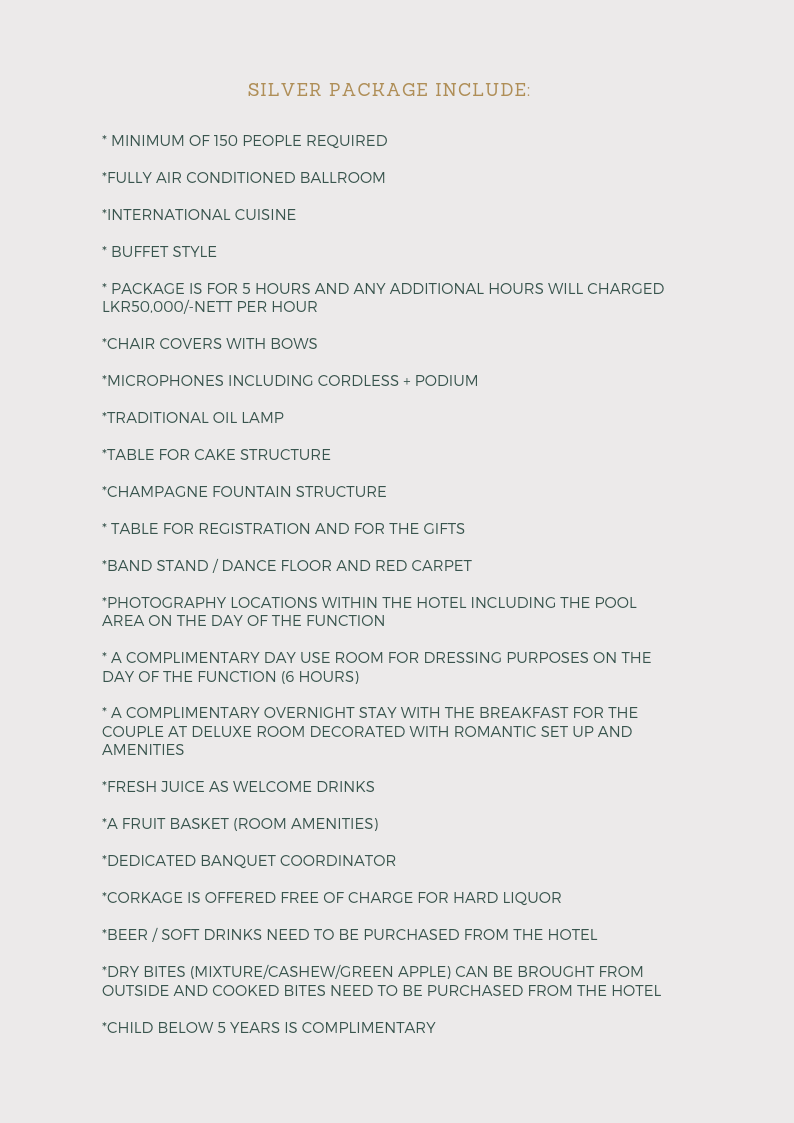 SILVER PACKAGE INCLUDE:
* MINIMUM OF 150 PEOPLE REQUIRED
*FULLY AIR CONDITIONED BALLROOM
*INTERNATIONAL CUISINE
* BUFFET STYLE
* PACKAGE IS FOR 5 HOURS AND ANY ADDITIONAL HOURS WILL CHARGED
LKR50,000/-NETT PER HOUR
*CHAIR COVERS WITH BOWS
*MICROPHONES INCLUDING CORDLESS + PODIUM
*TRADITIONAL OIL LAMP
*TABLE FOR CAKE STRUCTURE
*CHAMPAGNE FOUNTAIN STRUCTURE
* TABLE FOR REGISTRATION AND FOR THE GIFTS
*BAND STAND / DANCE FLOOR AND RED CARPET
*PHOTOGRAPHY LOCATIONS WITHIN THE HOTEL INCLUDING THE POOL
AREA ON THE DAY OF THE FUNCTION
* A COMPLIMENTARY DAY USE ROOM FOR DRESSING PURPOSES ON THE
DAY OF THE FUNCTION (6 HOURS)
* A COMPLIMENTARY OVERNIGHT STAY WITH THE BREAKFAST FOR THE
COUPLE AT DELUXE ROOM DECORATED WITH ROMANTIC SET UP AND
AMENITIES
*FRESH JUICE AS WELCOME DRINKS
*A FRUIT BASKET (ROOM AMENITIES)
*DEDICATED BANQUET COORDINATOR
*CORKAGE IS OFFERED FREE OF CHARGE FOR HARD LIQUOR
*BEER / SOFT DRINKS NEED TO BE PURCHASED FROM THE HOTEL
*DRY BITES (MIXTURE/CASHEW/GREEN APPLE) CAN BE BROUGHT FROM
OUTSIDE AND COOKED BITES NEED TO BE PURCHASED FROM THE HOTEL
*CHILD BELOW 5 YEARS IS COMPLIMENTARY